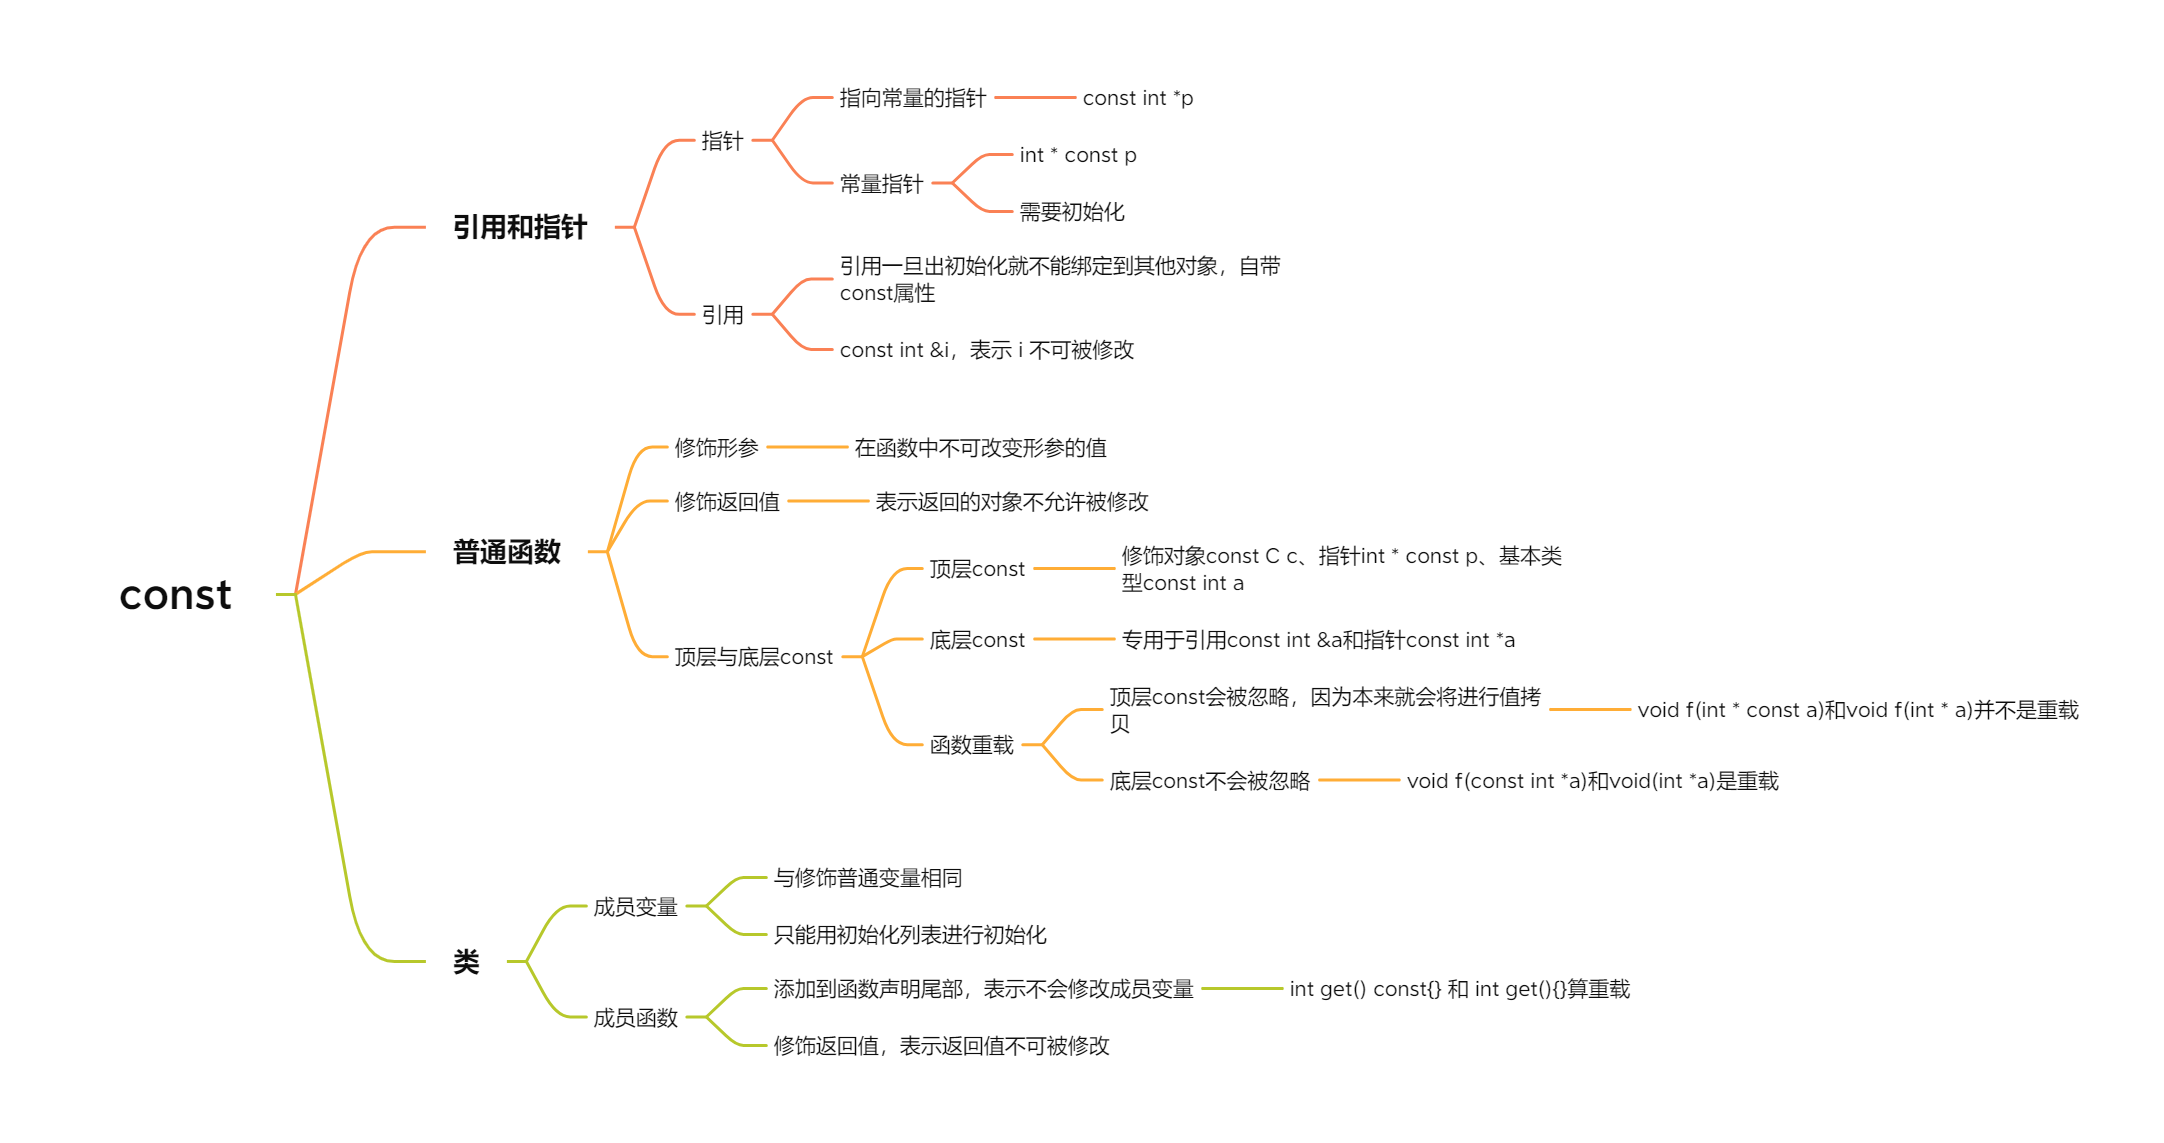 const
引用和指针
指针
指向常量的指针
const int *p
常量指针
int * const p
需要初始化
引用
引用一旦出初始化就不能绑定到其他对象，自带
const属性
const int &i，表示 i 不可被修改
普通函数
修饰形参
在函数中不可改变形参的值
修饰返回值
表示返回的对象不允许被修改
顶层与底层const
顶层const
修饰对象const C c、指针int * const p、基本类
型const int a
底层const
专用于引用const int &a和指针const int *a
函数重载
顶层const会被忽略，因为本来就会将进行值拷
贝
void f(int * const a)和void f(int * a)并不是重载
底层const不会被忽略
void f(const int *a)和void(int *a)是重载
类
成员变量
与修饰普通变量相同
只能用初始化列表进行初始化
成员函数
添加到函数声明尾部，表示不会修改成员变量
int get() const{} 和 int get(){}算重载
修饰返回值，表示返回值不可被修改